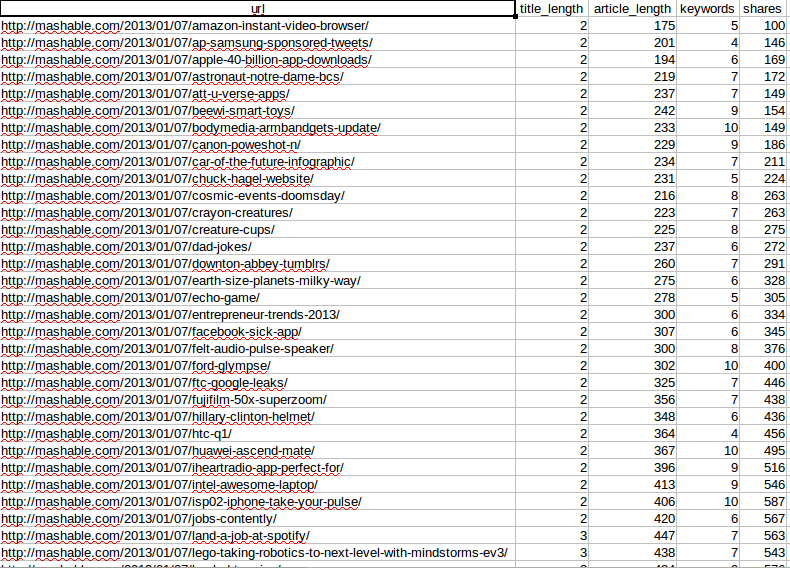 url title_length article_length keywords shares
http://mashable.com/2013/01/07/amazon-instant-video-browser/ 2 175 5 100
http://mashable.com/2013/01/07/ap-samsung-sponsored-tweets/ 2 201 4 146
http://mashable.com/2013/01/07/apple-40-billion-app-downloads/ 2 194 6 169
http://mashable.com/2013/01/07/astronaut-notre-dame-bcs/ 2 219 7 172
http://mashable.com/2013/01/07/att-u-verse-apps/ 2 237 7 149
http://mashable.com/2013/01/07/beewi-smart-toys/ 2 242 9 154
http://mashable.com/2013/01/07/bodymedia-armbandgets-update/ 2 233 10 149
http://mashable.com/2013/01/07/canon-poweshot-n/ 2 229 9 186
http://mashable.com/2013/01/07/car-of-the-future-infographic/ 2 234 7 211
http://mashable.com/2013/01/07/chuck-hagel-website/ 2 231 5 224
http://mashable.com/2013/01/07/cosmic-events-doomsday/ 2 216 8 263
http://mashable.com/2013/01/07/crayon-creatures/ 2 223 7 263
http://mashable.com/2013/01/07/creature-cups/ 2 225 8 275
http://mashable.com/2013/01/07/dad-jokes/ 2 237 6 272
http://mashable.com/2013/01/07/downton-abbey-tumblrs/ 2 260 7 291
http://mashable.com/2013/01/07/earth-size-planets-milky-way/ 2 275 6 328
http://mashable.com/2013/01/07/echo-game/ 2 278 5 305
http://mashable.com/2013/01/07/entrepreneur-trends-2013/ 2 300 6 334
http://mashable.com/2013/01/07/facebook-sick-app/ 2 307 6 345
http://mashable.com/2013/01/07/felt-audio-pulse-speaker/ 2 300 8 376
http://mashable.com/2013/01/07/ford-glympse/ 2 302 10 400
http://mashable.com/2013/01/07/ftc-google-leaks/ 2 325 7 446
http://mashable.com/2013/01/07/fujifilm-50x-superzoom/ 2 356 7 438
http://mashable.com/2013/01/07/hillary-clinton-helmet/ 2 348 6 436
http://mashable.com/2013/01/07/htc-q1/ 2 364 4 456
http://mashable.com/2013/01/07/huawei-ascend-mate/ 2 367 10 495
http://mashable.com/2013/01/07/iheartradio-app-perfect-for/ 2 396 9 516
http://mashable.com/2013/01/07/intel-awesome-laptop/ 2 413 9 546
http://mashable.com/2013/01/07/isp02-iphone-take-your-pulse/ 2 406 10 587
http://mashable.com/2013/01/07/jobs-contently/ 2 420 6 567
http://mashable.com/2013/01/07/land-a-job-at-spotify/ 3 447 7 563
http://mashable.com/2013/01/07/lego-taking-robotics-to-next-level-with-mindstorms-ev3/ 3 438 7 543